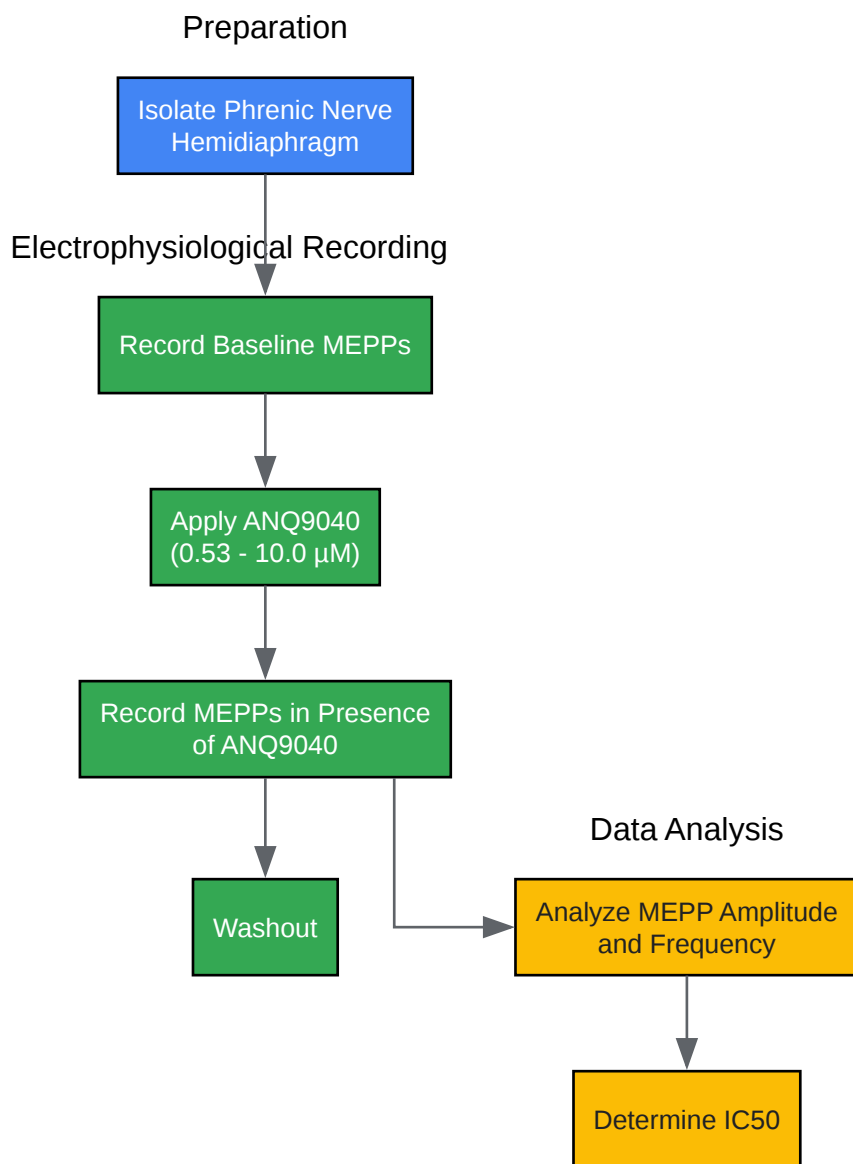 Preparation
Isolate Phrenic Nerve
Hemidiaphragm
Electrophysiological Recording
Record Baseline MEPPs
Apply ANQ9040
(0.53 - 10.0 µM)
Record MEPPs in Presence
of ANQ9040
Washout
Data Analysis
Analyze MEPP Amplitude
and Frequency
Determine IC50